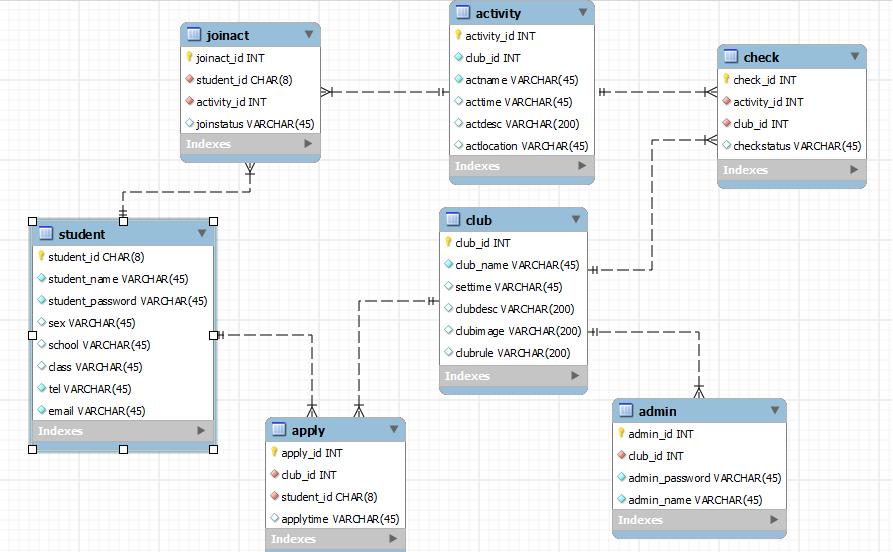 joinact
joinact_id INT
student_id CHAR(8)
activity_id INT
joinstatus VARCHAR(45)
Indexes
activity
activity_id INT
club_id INT
actname VARCHAR(45)
acttime VARCHAR(45)
actdesc VARCHAR(200)
actlocation VARCHAR(45)
Indexes
check
check_id INT
activity_id INT
club_id INT
checkstatus VARCHAR(45)
Indexes
student
student_id CHAR(8)
student_name VARCHAR(45)
student_password VARCHAR(45)
sex VARCHAR(45)
school VARCHAR(45)
class VARCHAR(45)
tel VARCHAR(45)
email VARCHAR(45)
Indexes
club
club_id INT
club_name VARCHAR(45)
settime VARCHAR(45)
clubdesc VARCHAR(200)
clubimage VARCHAR(200)
clubrule VARCHAR(200)
Indexes
apply
apply_id INT
club_id INT
student_id CHAR(8)
applytime VARCHAR(45)
Indexes
admin
admin_id INT
club_id INT
admin_password VARCHAR(45)
admin_name VARCHAR(45)
Indexes